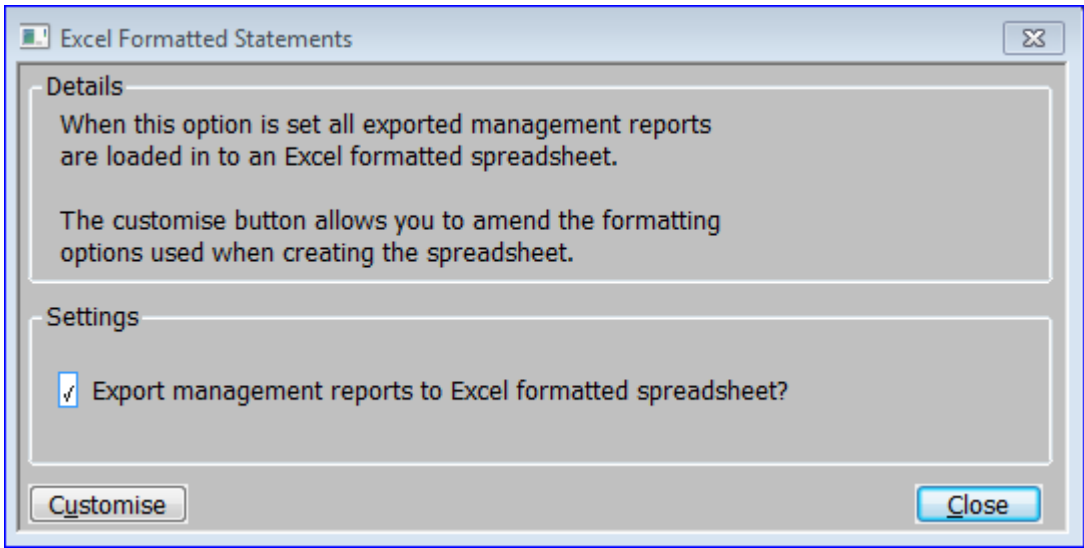 Excel Formatted Statements
Details
When this option is set all exported management reports
are loaded in to an Excel formatted spreadsheet.
The customise button allows you to amend the formatting
options used when creating the spreadsheet.
Settings
Export management reports to Excel formatted spreadsheet?
Customise
Close